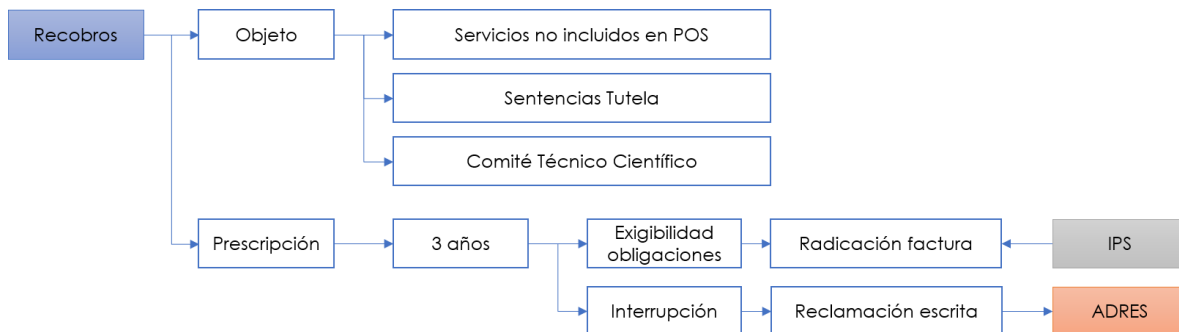 Recobros
Objeto
Servicios no incluidos en POS
Sentencias Tutela
Comité Técnico Científico
Prescripción
3 años
Exigibilidad
obligaciones
Radicación factura
IPS
Interrupción
Reclamación escrita
ADRES